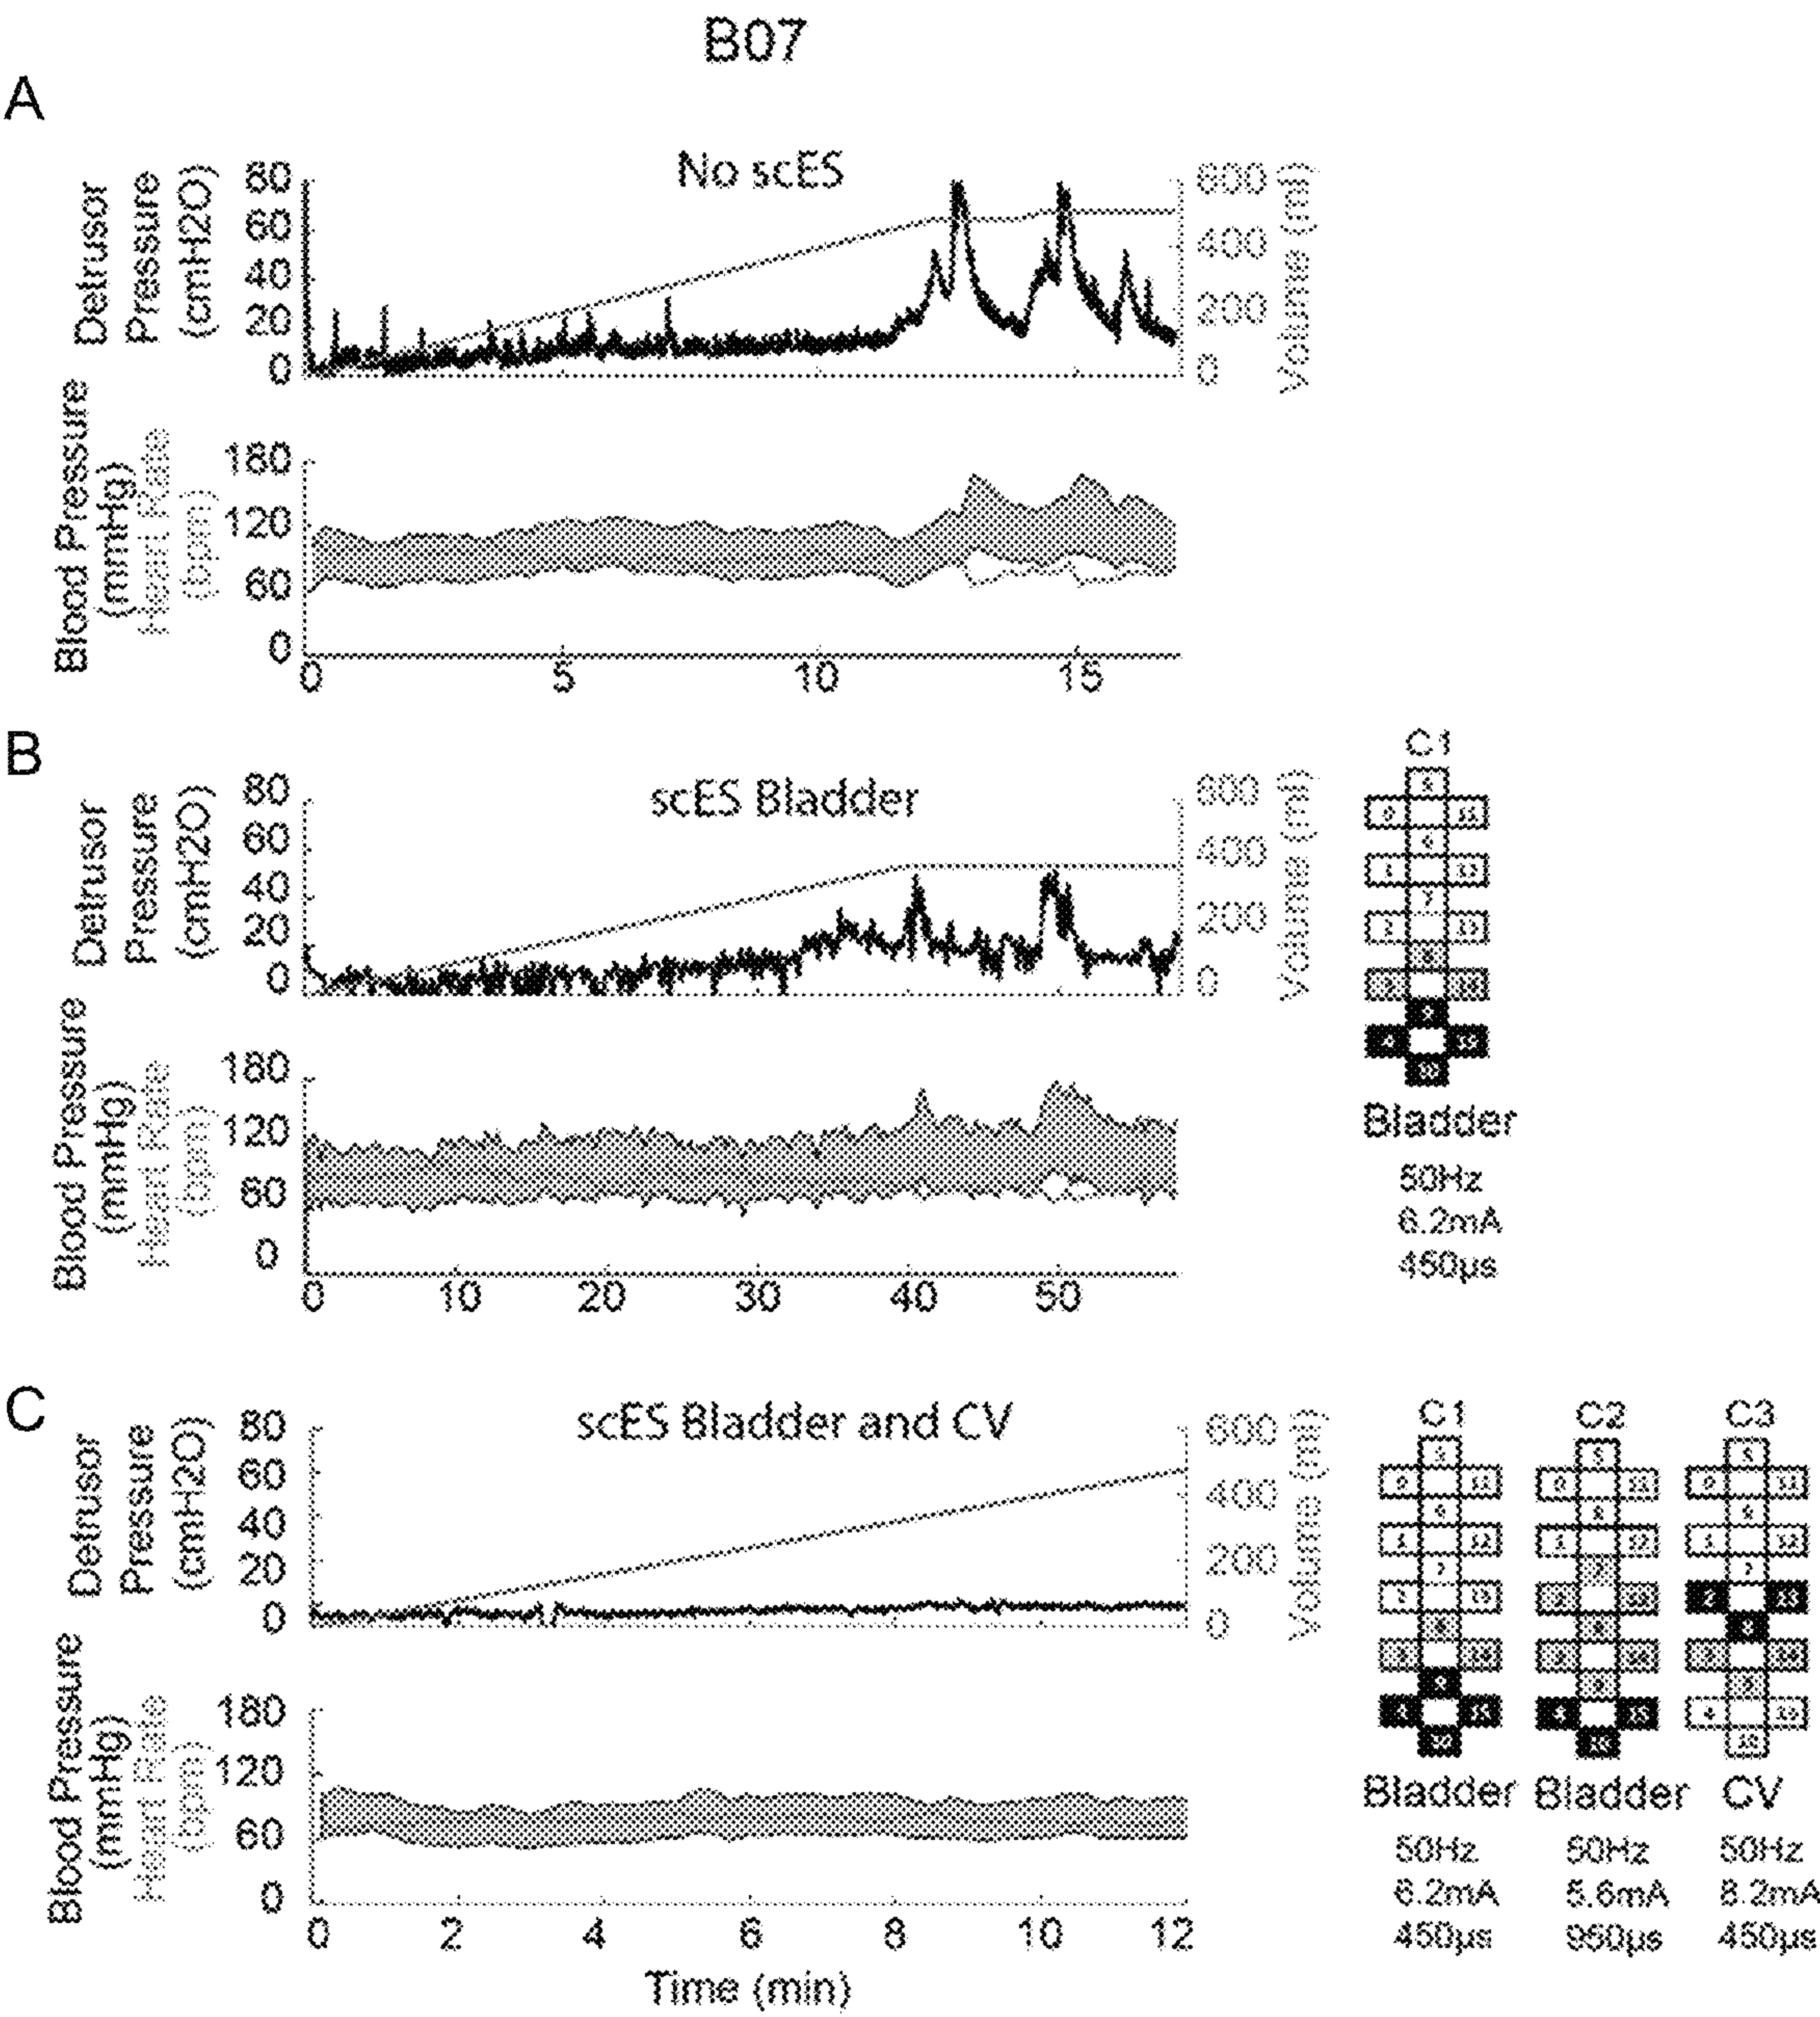 B07
A
No scES
Detrusor
Pressure
(cmH2O)
80
60
40
20
0
600
400
200
0
Volume (ml)
Blood Pressure
(mmHg)
Heart Rate
(bpm)
180
120
60
0
0 5 10 15
B
scES Bladder
Detrusor
Pressure
(cmH2O)
80
60
40
20
0
600
400
200
0
Volume (ml)
Blood Pressure
(mmHg)
Heart Rate
(bpm)
180
120
60
0
0 10 20 30 40 50
C1
Bladder
50Hz
6.2mA
450µs
C
scES Bladder and CV
Detrusor
Pressure
(cmH2O)
80
60
40
20
0
600
400
200
0
Volume (ml)
Blood Pressure
(mmHg)
Heart Rate
(bpm)
180
120
60
0
0 2 4 6 8 10 12
Time (min)
C1 C2 C3
Bladder Bladder CV
50Hz 50Hz 50Hz
6.2mA 5.6mA 8.2mA
450µs 950µs 450µs